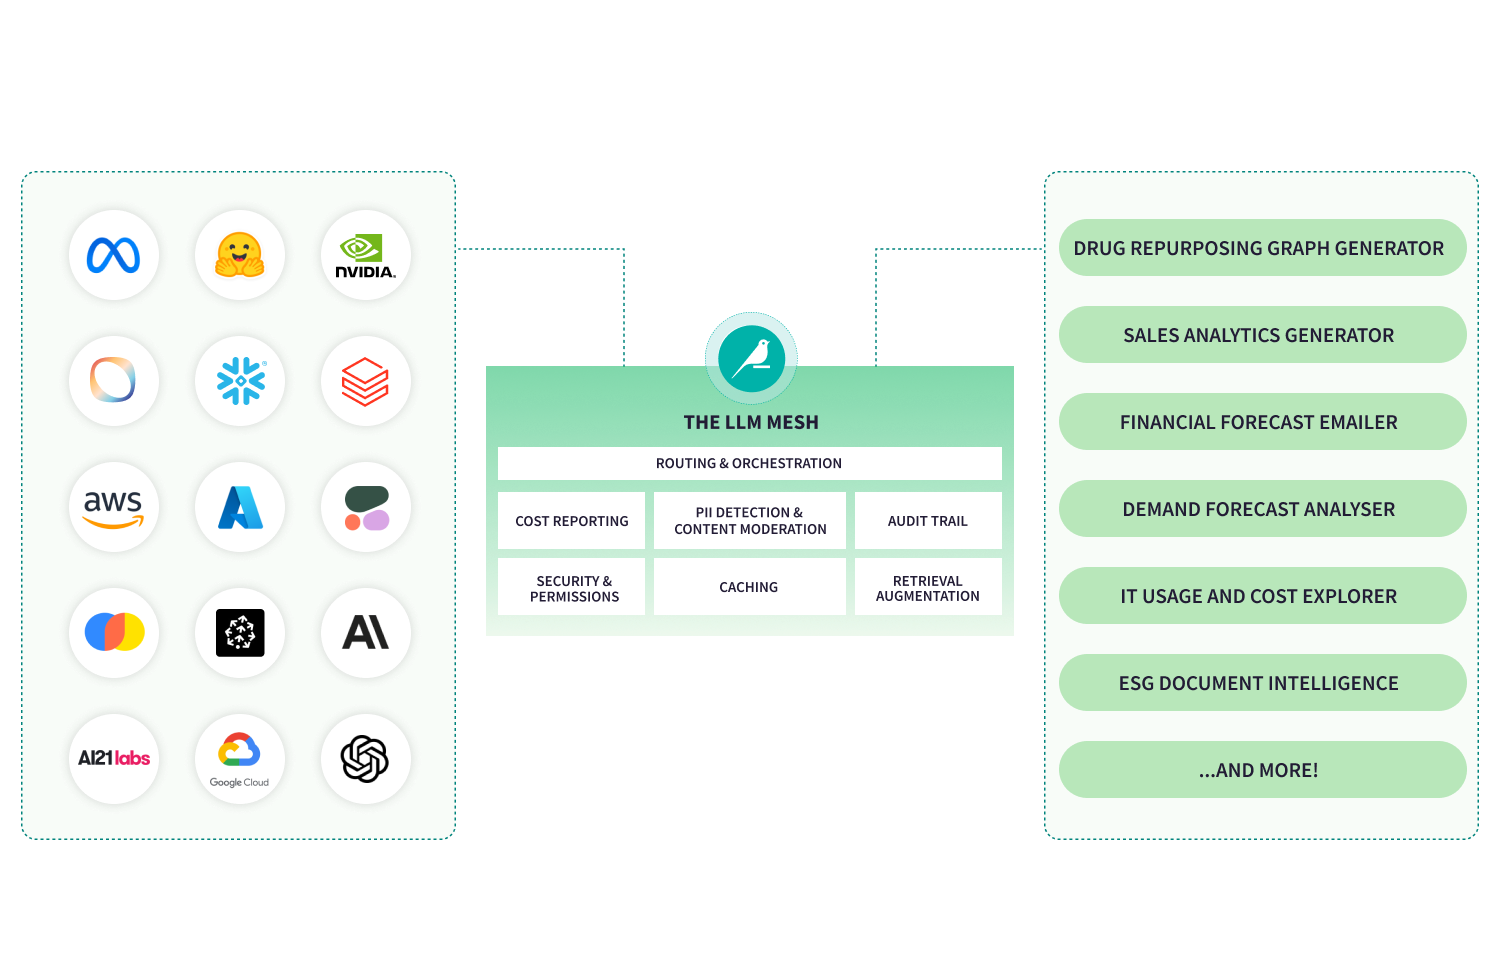 nVIDIA.
aws
AI21labs
Google Cloud
THE LLM MESH
ROUTING & ORCHESTRATION
COST REPORTING
PII DETECTION &
CONTENT MODERATION
AUDIT TRAIL
SECURITY &
PERMISSIONS
CACHING
RETRIEVAL
AUGMENTATION
DRUG REPURPOSING GRAPH GENERATOR
SALES ANALYTICS GENERATOR
FINANCIAL FORECAST EMAILER
DEMAND FORECAST ANALYSER
IT USAGE AND COST EXPLORER
ESG DOCUMENT INTELLIGENCE
...AND MORE!